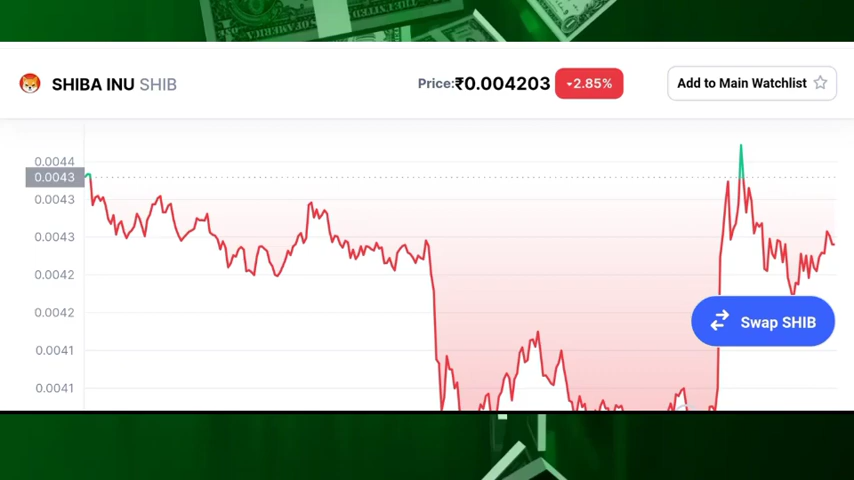 SHIBA INU SHIB
Price:₹0.004203 2.85%
Add to Main Watchlist
0.0044
0.0043
0.0043
0.0043
0.0042
0.0042
0.0041
0.0041
Swap SHIB